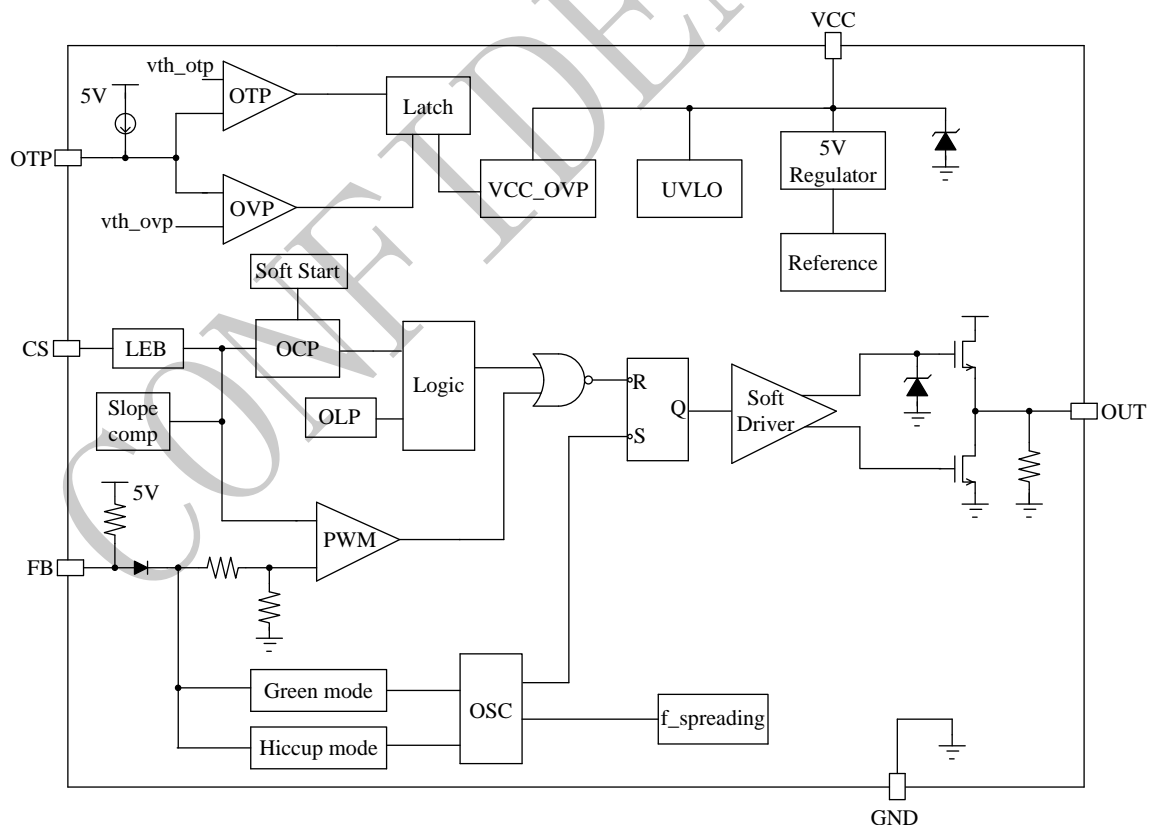 VCC
vth_otp
5V
OTP
Latch
OTP
5V
Regulator
VCC_OVP
UVLO
OVP
vth_ovp
Reference
Soft Start
CS
LEB
OCP
Logic
R
Slope
comp
OLP
Q
Soft
Driver
OUT
S
5V
PWM
FB
Green mode
OSC
f_spreading
Hiccup mode
GND
CONFIDEN